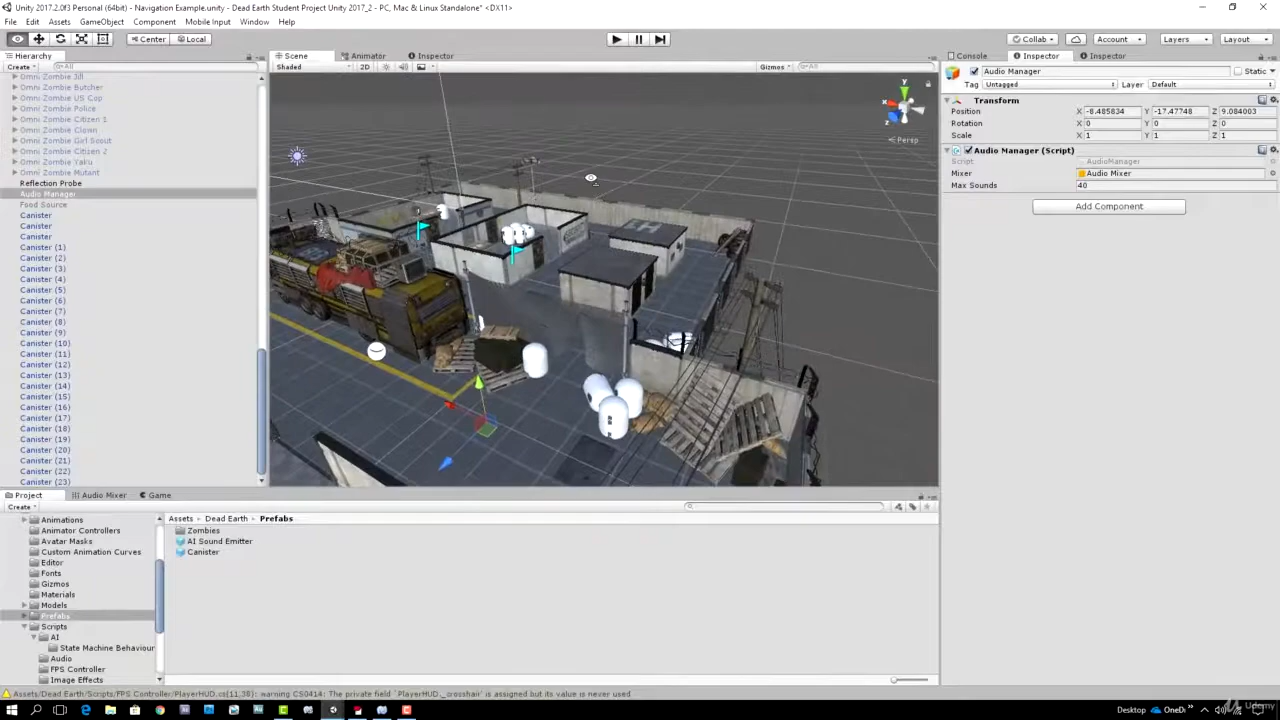 Unity 2017.2.0f3 Personal (64bit) - Navigation Example.unity - Dead Earth Student Project Unity 2017_2 - PC, Mac & Linux Standalone* <DX11>
File Edit Assets GameObject Component Mobile Input Window Help
Center Local Collab Account Layers Layout
Hierarchy
Create All
Omni Zombie Jill
Omni Zombie Butcher
Omni Zombie US Cop
Omni Zombie Police
Omni Zombie Citizen 1
Omni Zombie Clown
Omni Zombie Girl Scout
Omni Zombie Citizen 2
Omni Zombie Yaku
Omni Zombie Mutant
Reflection Probe
Audio Manager
Food Source
Canister
Canister
Canister
Canister (1)
Canister (2)
Canister (3)
Canister (4)
Canister (5)
Canister (6)
Canister (7)
Canister (8)
Canister (9)
Canister (10)
Canister (11)
Canister (12)
Canister (13)
Canister (14)
Canister (15)
Canister (16)
Canister (17)
Canister (18)
Canister (19)
Canister (20)
Canister (21)
Canister (22)
Canister (23)
Scene Animator Inspector
Shaded 2D Gizmos All
y
x
z
Persp
H
Console Inspector Inspector
Audio Manager Static
Tag Untagged Layer Default
Transform
Position X -8.485834 Y -17.47748 Z 9.084003
Rotation X 0 Y 0 Z 0
Scale X 1 Y 1 Z 1
Audio Manager (Script)
Script AudioManager
Mixer Audio Mixer
Max Sounds 40
Add Component
Project Audio Mixer Game
Create
Animations
Animator Controllers
Avatar Masks
Custom Animation Curves
Editor
Fonts
Gizmos
Materials
Models
Prefabs
Scripts
AI
State Machine Behaviour
Audio
FPS Controller
Image Effects
Assets Dead Earth Prefabs
Zombies
AI Sound Emitter
Canister
Assets/Dead Earth/Scripts/FPS Controller/PlayerHUD.cs(11,38): warning CS0414: The private field `PlayerHUD._crosshair' is assigned but its value is never used
Desktop OneDi
Udemy